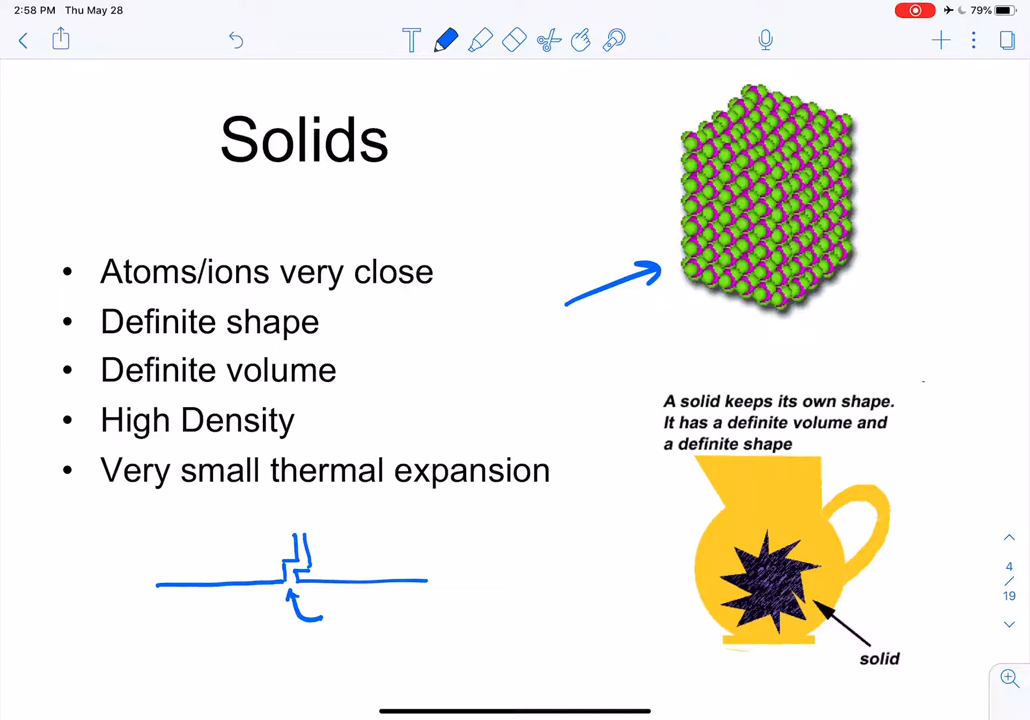 2:58 PM Thu May 28
79%
Solids
• Atoms/ions very close
• Definite shape
• Definite volume
• High Density
• Very small thermal expansion
A solid keeps its own shape.
It has a definite volume and
a definite shape
solid
4
/
19